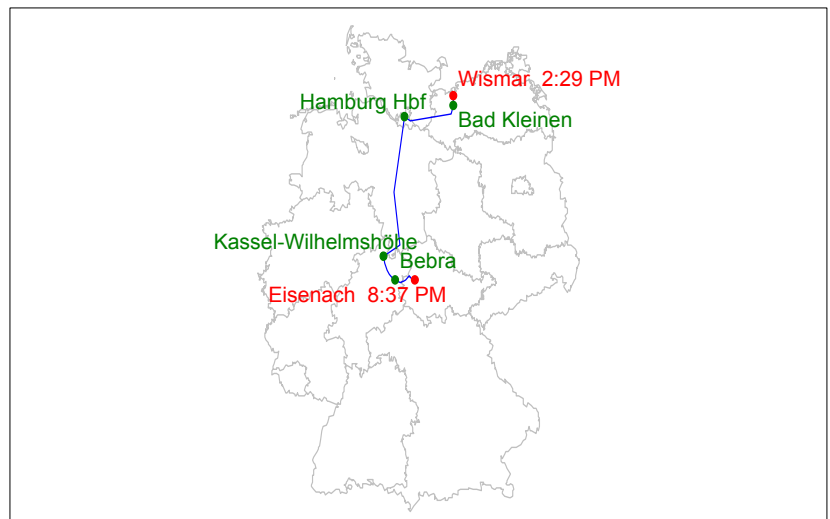 Wismar  2:29 PM
Hamburg Hbf
Bad Kleinen
Kassel-Wilhelmshöhe
Bebra
Eisenach  8:37 PM